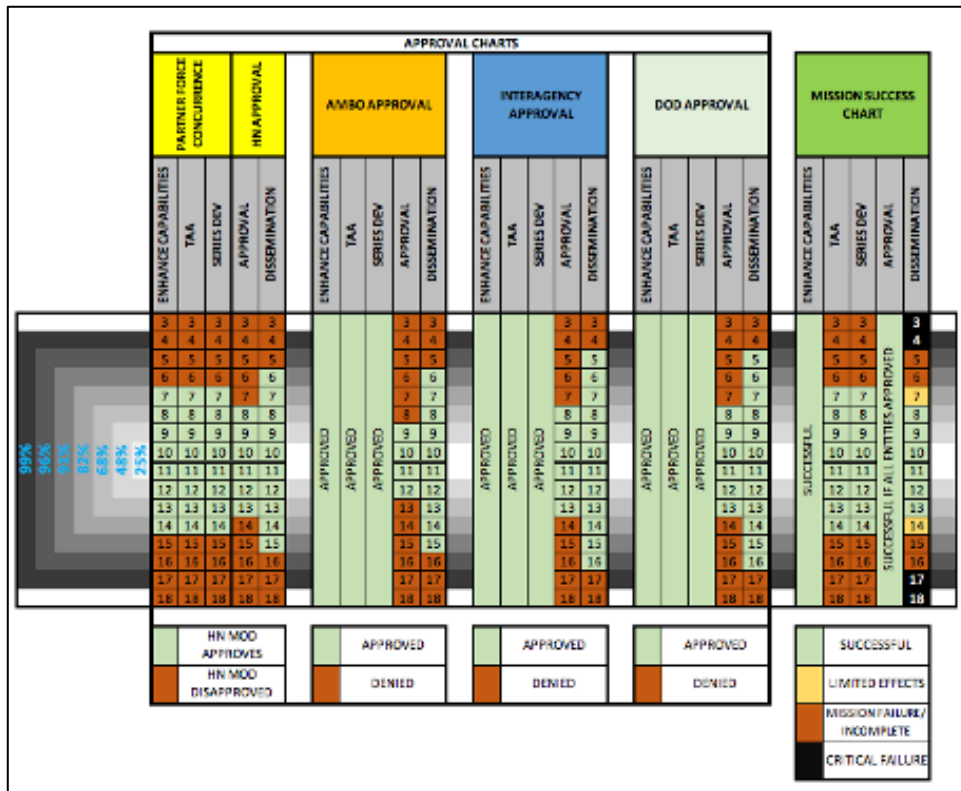 APPROVAL CHARTS
PARTNER FORCE
CONCURRENCE
HN APPROVAL
AMBO APPROVAL
INTERAGENCY
APPROVAL
DOD APPROVAL
MISSION SUCCESS
CHART
ENHANCE CAPABILITIES
TAA
SERIES DEV
APPROVAL
DISSEMINATION
ENHANCE CAPABILITIES
TAA
SERIES DEV
APPROVAL
DISSEMINATION
ENHANCE CAPABILITIES
TAA
SERIES DEV
APPROVAL
DISSEMINATION
ENHANCE CAPABILITIES
TAA
SERIES DEV
APPROVAL
DISSEMINATION
ENHANCE CAPABILITIES
TAA
SERIES DEV
APPROVAL
DISSEMINATION
99%
96%
82%
68%
48%
25%
APPROVED
APPROVED
APPROVED
APPROVED
APPROVED
APPROVED
APPROVED
APPROVED
APPROVED
SUCCESSFUL
SUCCESSFUL IF ALL ENTITIES APPROVED
3 3 3 3 3 3 3 3 3 3 3 3 3 3
4 4 4 4 4 4 4 4 4 4 4 4 4 4
5 5 5 5 5 5 5 5 5 5 5 5 5 5
6 6 6 6 6 6 6 6 6 6 6 6 6 6
7 7 7 7 7 7 7 7 7 7 7 7 7 7
8 8 8 8 8 8 8 8 8 8 8 8 8 8
9 9 9 9 9 9 9 9 9 9 9 9 9 9
10 10 10 10 10 10 10 10 10 10 10 10 10 10
11 11 11 11 11 11 11 11 11 11 11 11 11 11
12 12 12 12 12 12 12 12 12 12 12 12 12 12
13 13 13 13 13 13 13 13 13 13 13 13 13 13
14 14 14 14 14 14 14 14 14 14 14 14 14 14
15 15 15 15 15 15 15 15 15 15 15 15 15 15
16 16 16 16 16 16 16 16 16 16 16 16 16 16
17 17 17 17 17 17 17 17 17 17 17 17 17 17
18 18 18 18 18 18 18 18 18 18 18 18 18 18
HN MOD
APPROVES
HN MOD
DISAPPROVED
APPROVED
DENIED
APPROVED
DENIED
APPROVED
DENIED
SUCCESSFUL
LIMITED EFFECTS
MISSION FAILURE/
INCOMPLETE
CRITICAL FAILURE